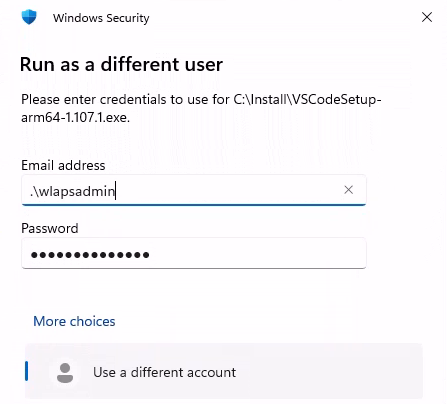 Windows Security
Run as a different user
Please enter credentials to use for C:\Install\VSCodeSetup-
arm64-1.107.1.exe.
Email address
.\wlapsadmin
Password
●●●●●●●●●●●●●●
More choices
Use a different account